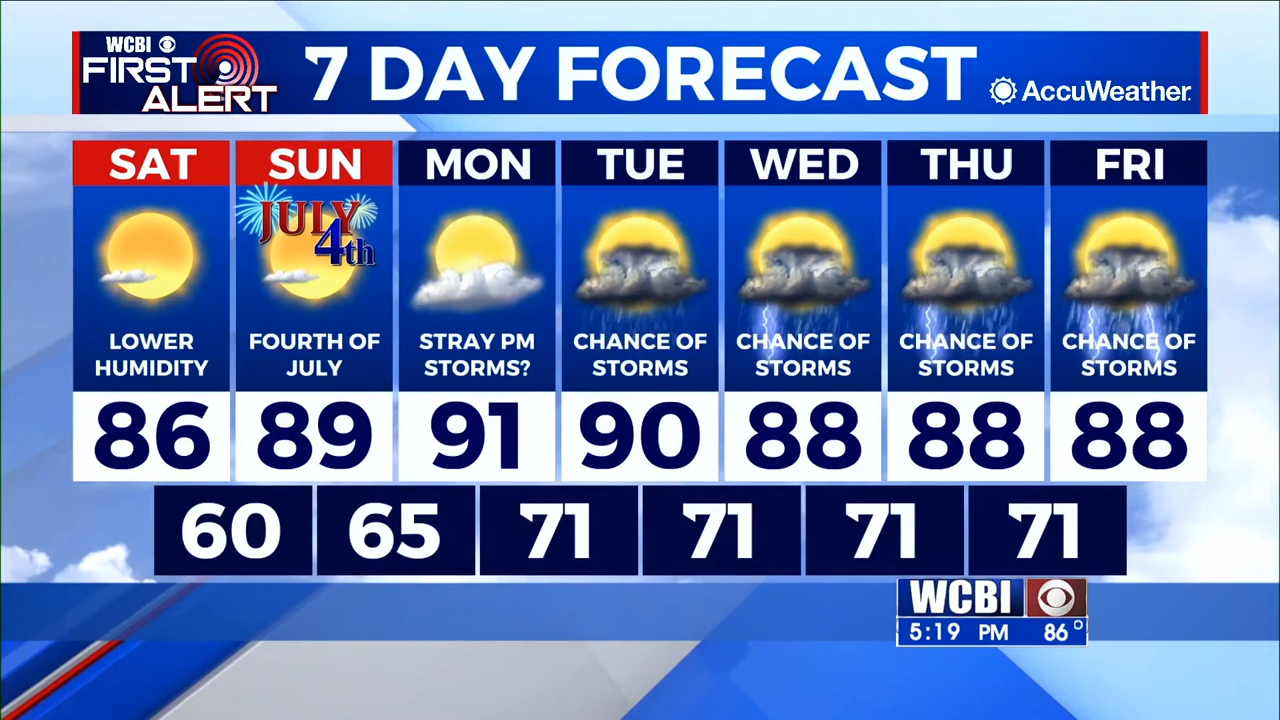 WCBI
FIRST
ALERT
7 DAY FORECAST
AccuWeather.
SAT
SUN
MON
TUE
WED
THU
FRI
JULY
4th
LOWER
HUMIDITY
FOURTH OF
JULY
STRAY PM
STORMS?
CHANCE OF
STORMS
CHANCE OF
STORMS
CHANCE OF
STORMS
CHANCE OF
STORMS
86
89
91
90
88
88
88
60
65
71
71
71
71
WCBI
5:19 PM 86°